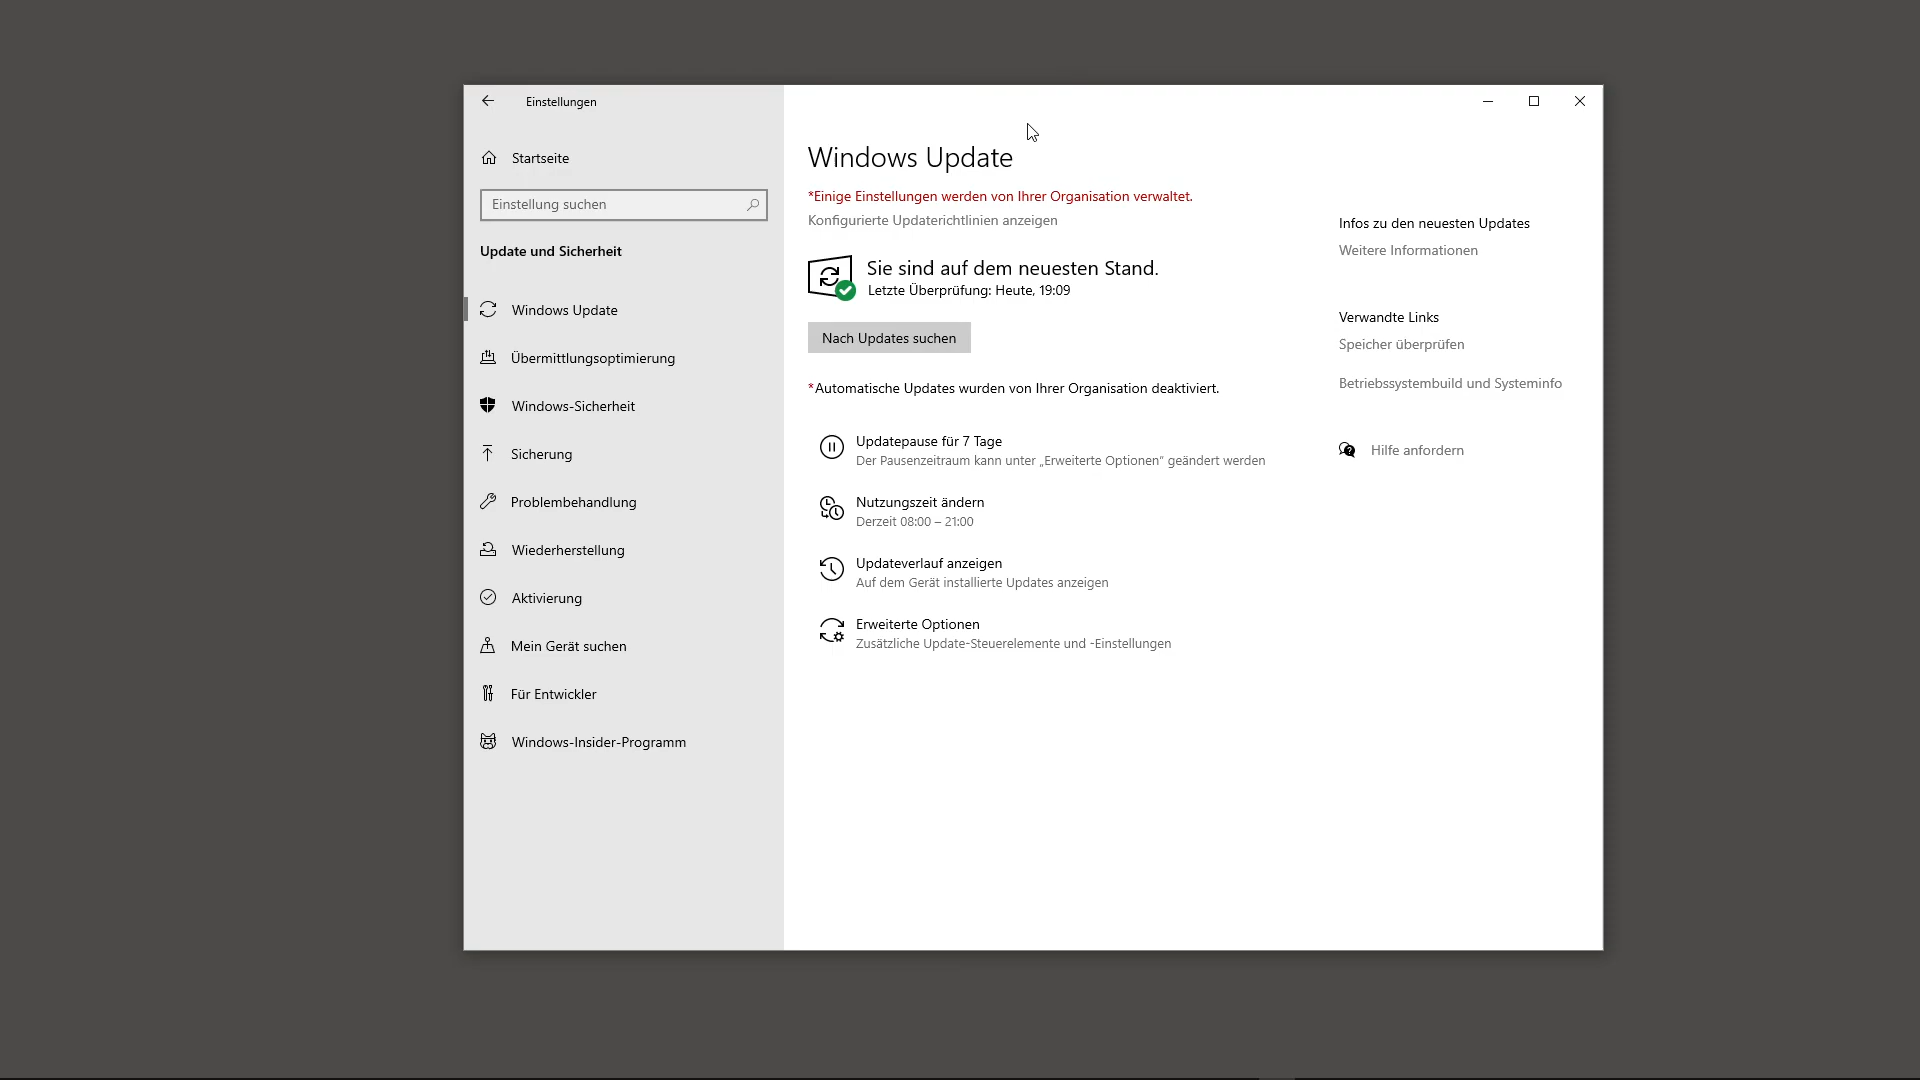 Einstellungen
Startseite
Einstellung suchen
Update und Sicherheit
Windows Update
Übermittlungsoptimierung
Windows-Sicherheit
Sicherung
Problembehandlung
Wiederherstellung
Aktivierung
Mein Gerät suchen
Für Entwickler
Windows-Insider-Programm
Windows Update
*Einige Einstellungen werden von Ihrer Organisation verwaltet.
Konfigurierte Updaterichtlinien anzeigen
Sie sind auf dem neuesten Stand.
Letzte Überprüfung: Heute, 19:09
Nach Updates suchen
*Automatische Updates wurden von Ihrer Organisation deaktiviert.
Updatepause für 7 Tage
Der Pausenzeitraum kann unter „Erweiterte Optionen“ geändert werden
Nutzungszeit ändern
Derzeit 08:00 – 21:00
Updateverlauf anzeigen
Auf dem Gerät installierte Updates anzeigen
Erweiterte Optionen
Zusätzliche Update-Steuerelemente und -Einstellungen
Infos zu den neuesten Updates
Weitere Informationen
Verwandte Links
Speicher überprüfen
Betriebssystembuild und Systeminfo
Hilfe anfordern